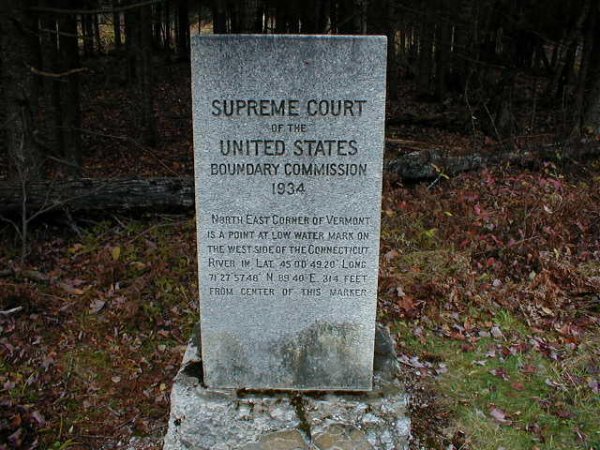 SUPREME COURT
OF THE
UNITED STATES
BOUNDARY COMMISSION
1934
NORTH EAST CORNER OF VERMONT
IS A POINT AT LOW WATER MARK ON
THE WEST SIDE OF THE CONNECTICUT
RIVER IN LAT. 45°00'49.20" LONG
71°27'57.48" N 89°40' E. 314 FEET
FROM CENTER OF THIS MARKER